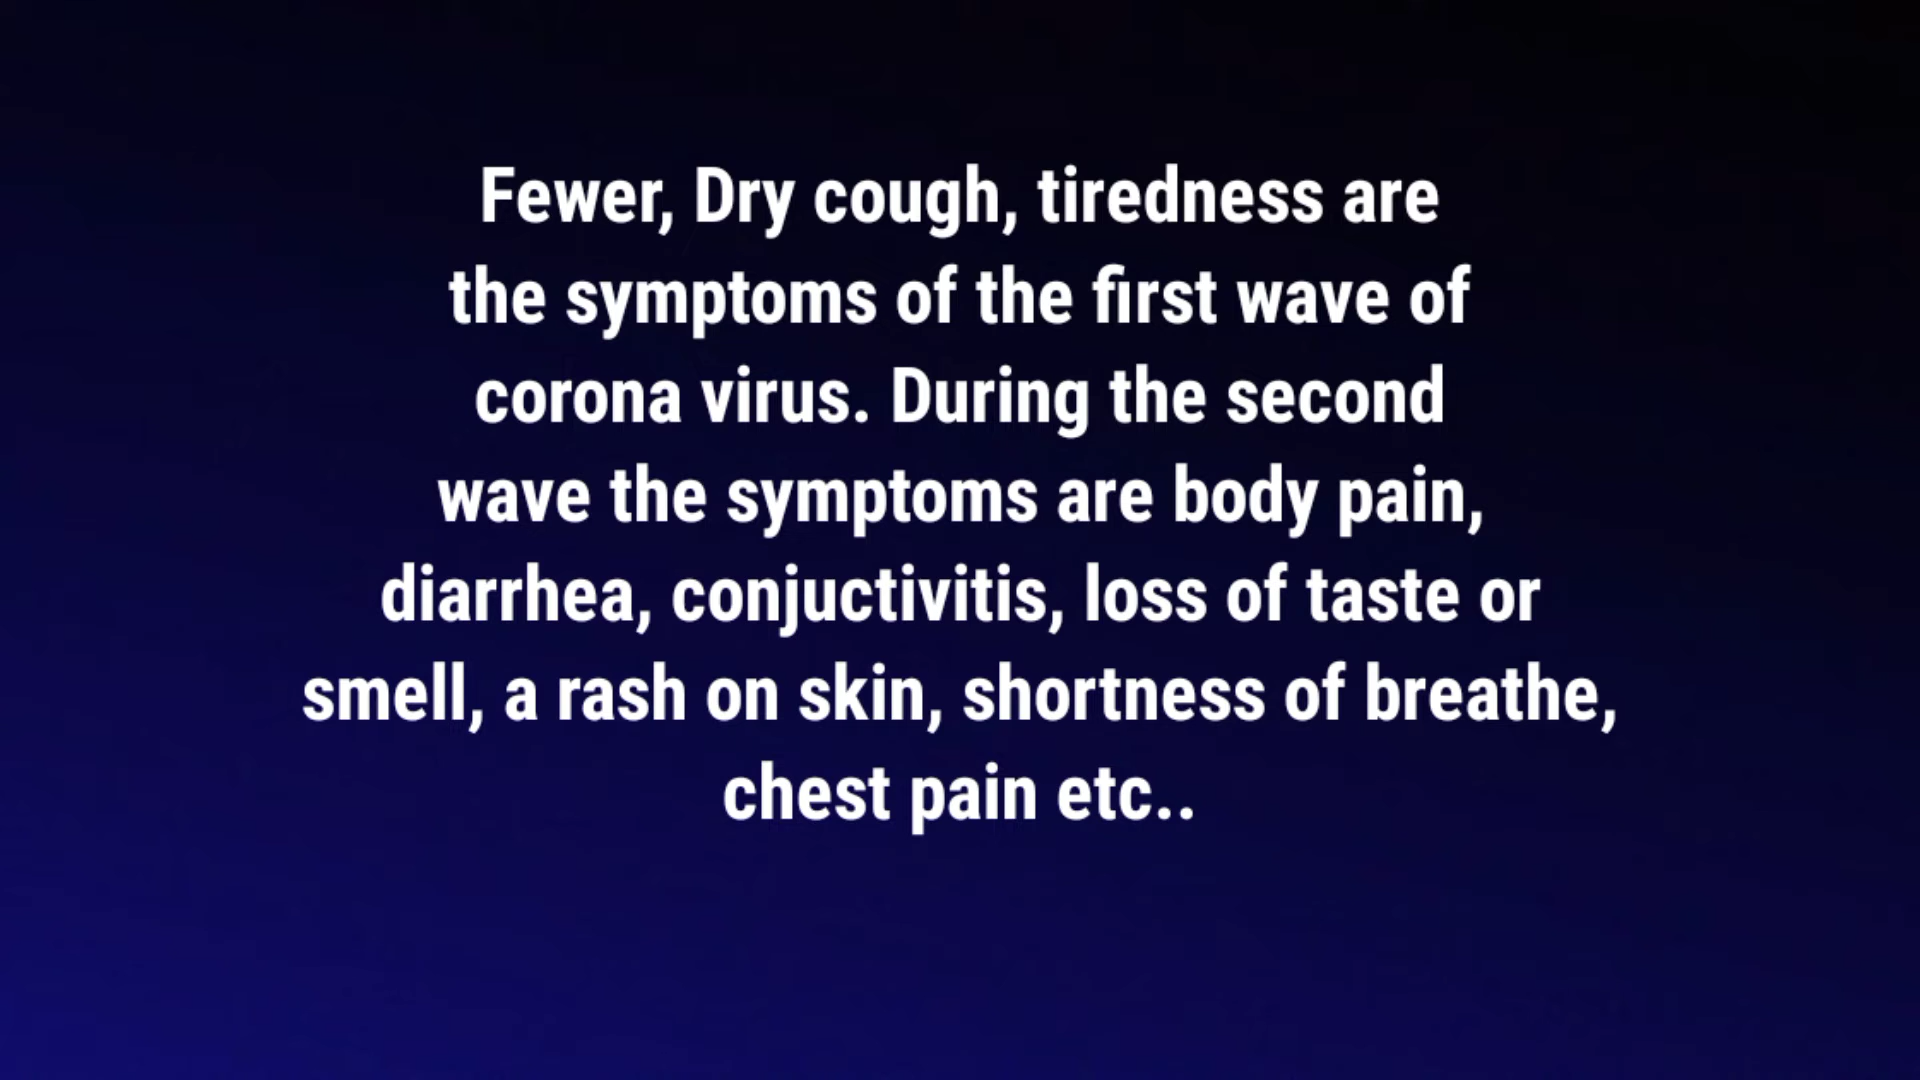 Fewer, Dry cough, tiredness are
the symptoms of the first wave of
corona virus. During the second
wave the symptoms are body pain,
diarrhea, conjuctivitis, loss of taste or
smell, a rash on skin, shortness of breathe,
chest pain etc..